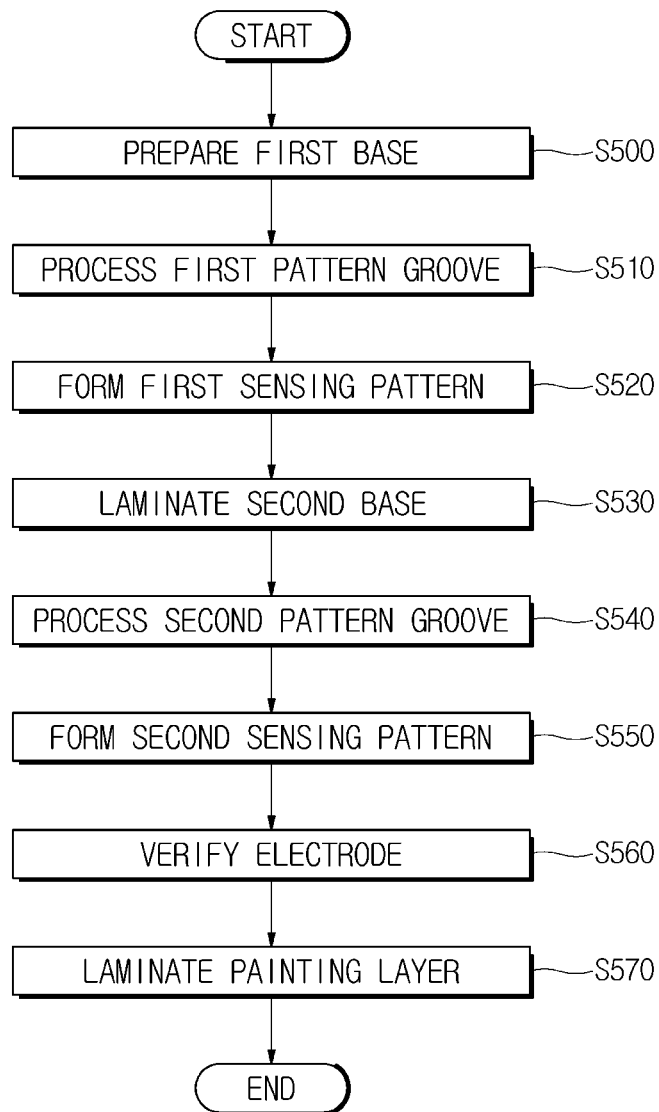 START
PREPARE FIRST BASE
S500
PROCESS FIRST PATTERN GROOVE
S510
FORM FIRST SENSING PATTERN
S520
LAMINATE SECOND BASE
S530
PROCESS SECOND PATTERN GROOVE
S540
FORM SECOND SENSING PATTERN
S550
VERIFY ELECTRODE
S560
LAMINATE PAINTING LAYER
S570
END